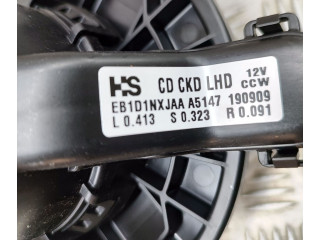 HS CD CKD LHD 12V CCW
EB1D1NXJAA A5147 190909
L 0.413 S 0.323 R 0.091